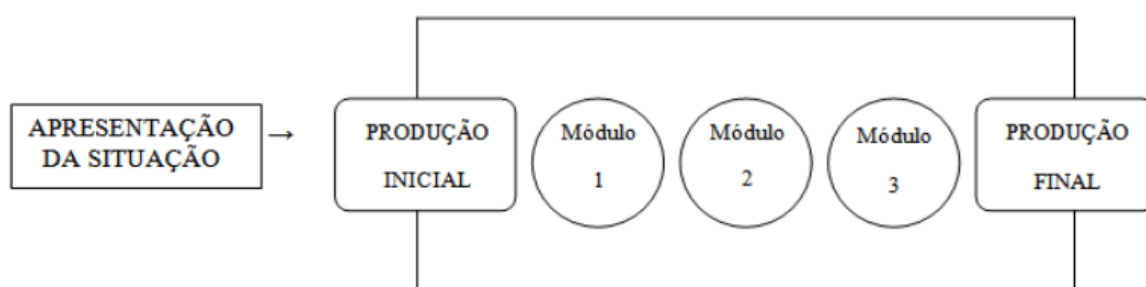 APRESENTAÇÃO
DA SITUAÇÃO
→
PRODUÇÃO
INICIAL
Módulo
1
Módulo
2
Módulo
3
PRODUÇÃO
FINAL